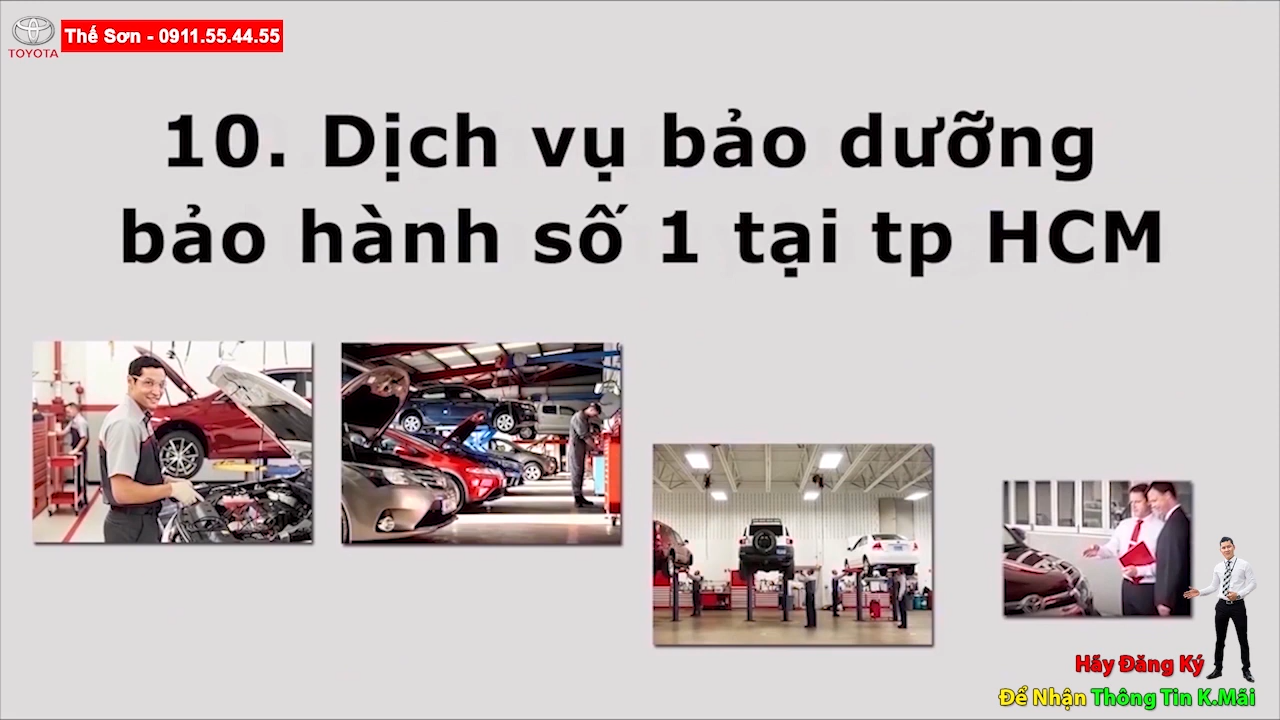 TOYOTA
Thế Sơn - 0911.55.44.55
10. Dịch vụ bảo dưỡng
bảo hành số 1 tại tp HCM
Hãy Đăng Ký
Để Nhận Thông Tin K.Mãi